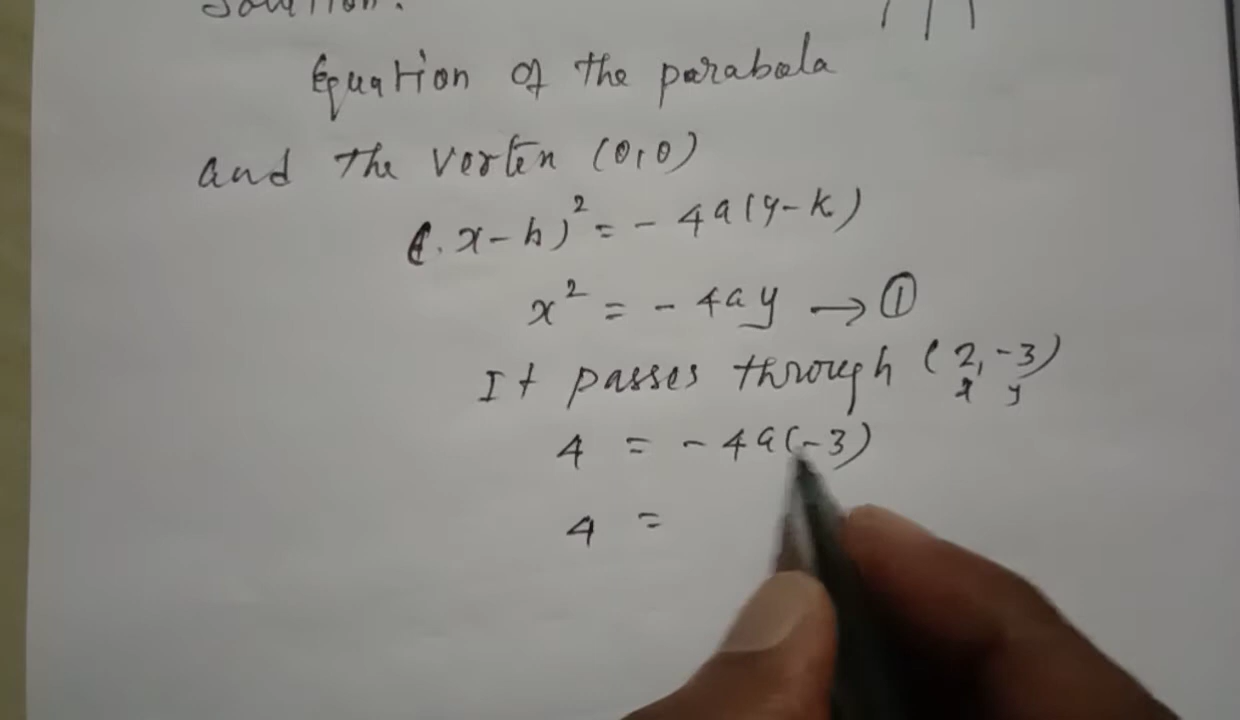 Solution:
Equation of the parabola
and the vertex (0,0)
(x-h)² = -4a(y-k)
x² = -4ay → ①
It passes through (2,-3)
x y
4 = -4a(-3)
4 =